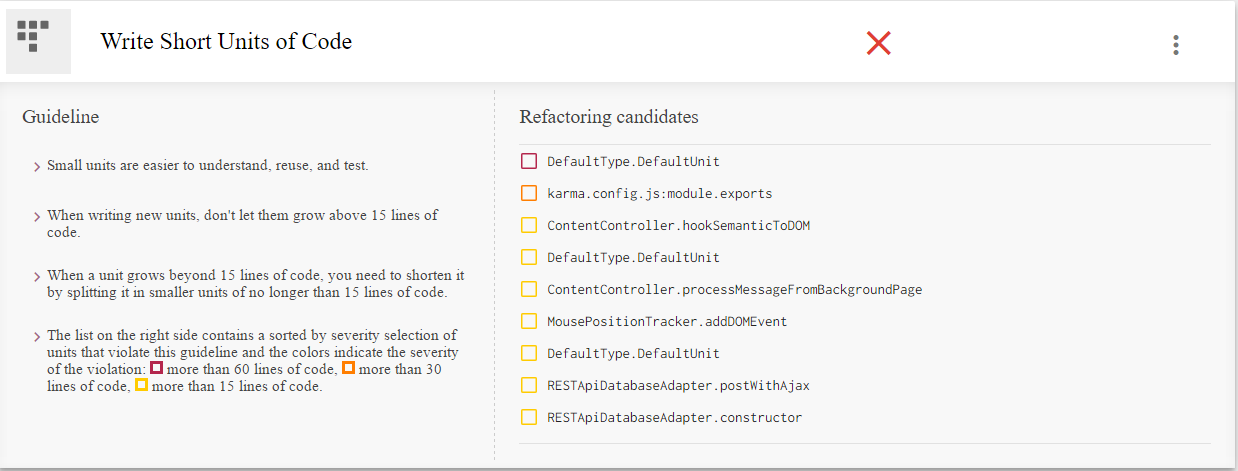 Write Short Units of Code
Guideline
Small units are easier to understand, reuse, and test.
When writing new units, don't let them grow above 15 lines of
code.
When a unit grows beyond 15 lines of code, you need to shorten it
by splitting it in smaller units of no longer than 15 lines of code.
The list on the right side contains a sorted by severity selection of
units that violate this guideline and the colors indicate the severity
of the violation: more than 60 lines of code, more than 30
lines of code, more than 15 lines of code.
Refactoring candidates
DefaultType.DefaultUnit
karma.config.js:module.exports
ContentController.hookSemanticToDOM
DefaultType.DefaultUnit
ContentController.processMessageFromBackgroundPage
MousePositionTracker.addDOMEvent
DefaultType.DefaultUnit
RESTApiDatabaseAdapter.postWithAjax
RESTApiDatabaseAdapter.constructor